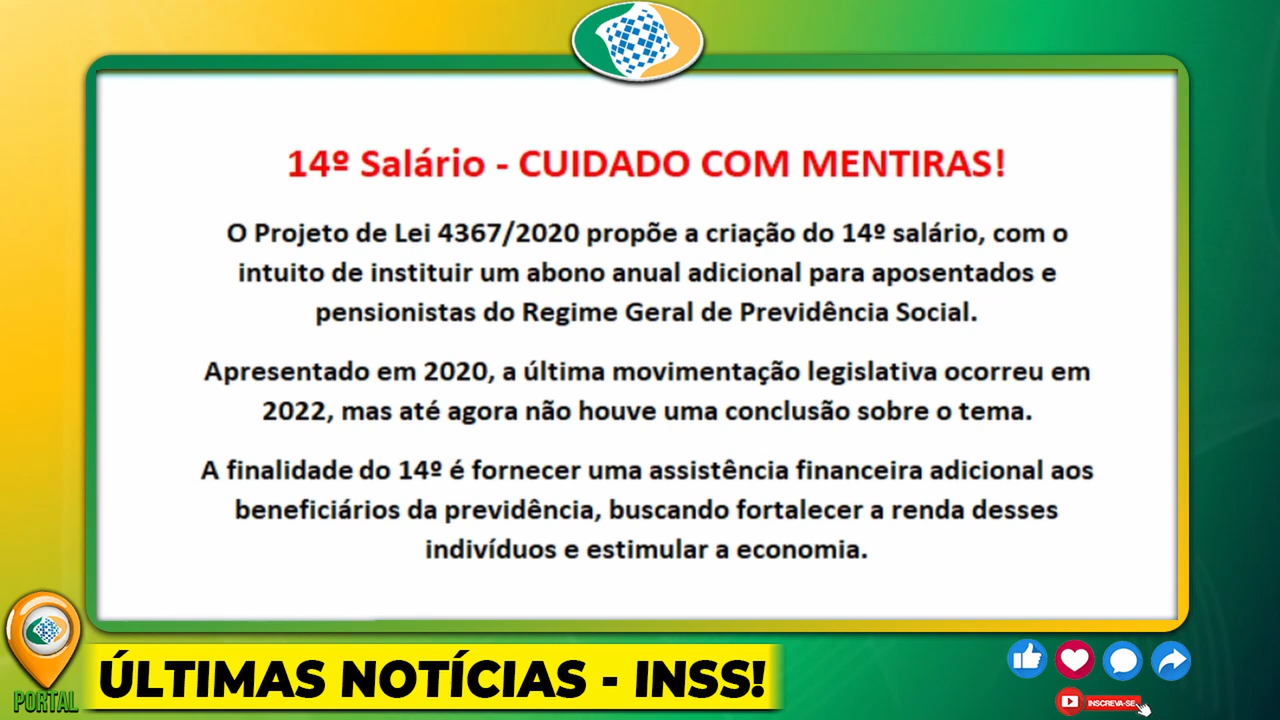 14º Salário - CUIDADO COM MENTIRAS!
O Projeto de Lei 4367/2020 propõe a criação do 14º salário, com o
intuito de instituir um abono anual adicional para aposentados e
pensionistas do Regime Geral de Previdência Social.
Apresentado em 2020, a última movimentação legislativa ocorreu em
2022, mas até agora não houve uma conclusão sobre o tema.
A finalidade do 14º é fornecer uma assistência financeira adicional aos
beneficiários da previdência, buscando fortalecer a renda desses
indivíduos e estimular a economia.
PORTAL
ÚLTIMAS NOTÍCIAS - INSS!
INSCREVA-SE